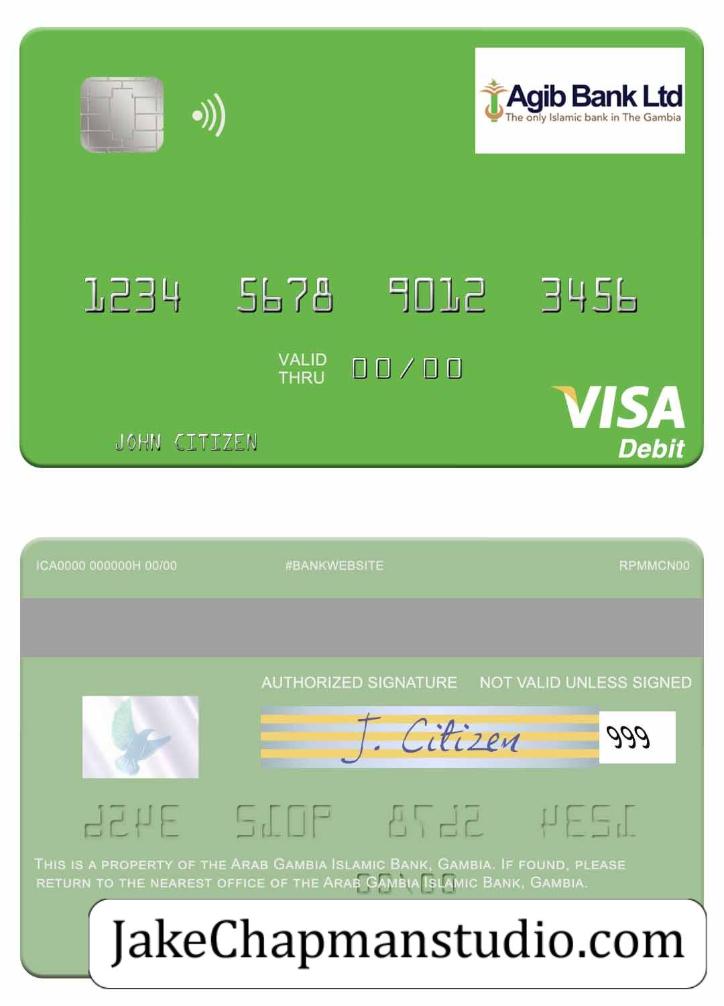 Agib Bank Ltd
The only Islamic bank in The Gambia
1234 5678 9012 3456
VALID THRU 00/00
VISA
Debit
JOHN CITIZEN
ICA0000 000000H 00/00 #BANKWEBSITE RPMMCN00
AUTHORIZED SIGNATURE NOT VALID UNLESS SIGNED
J. Citizen 999
THIS IS A PROPERTY OF THE ARAB GAMBIA ISLAMIC BANK, GAMBIA. IF FOUND, PLEASE
RETURN TO THE NEAREST OFFICE OF THE ARAB GAMBIA ISLAMIC BANK, GAMBIA.
JakeChapmanstudio.com